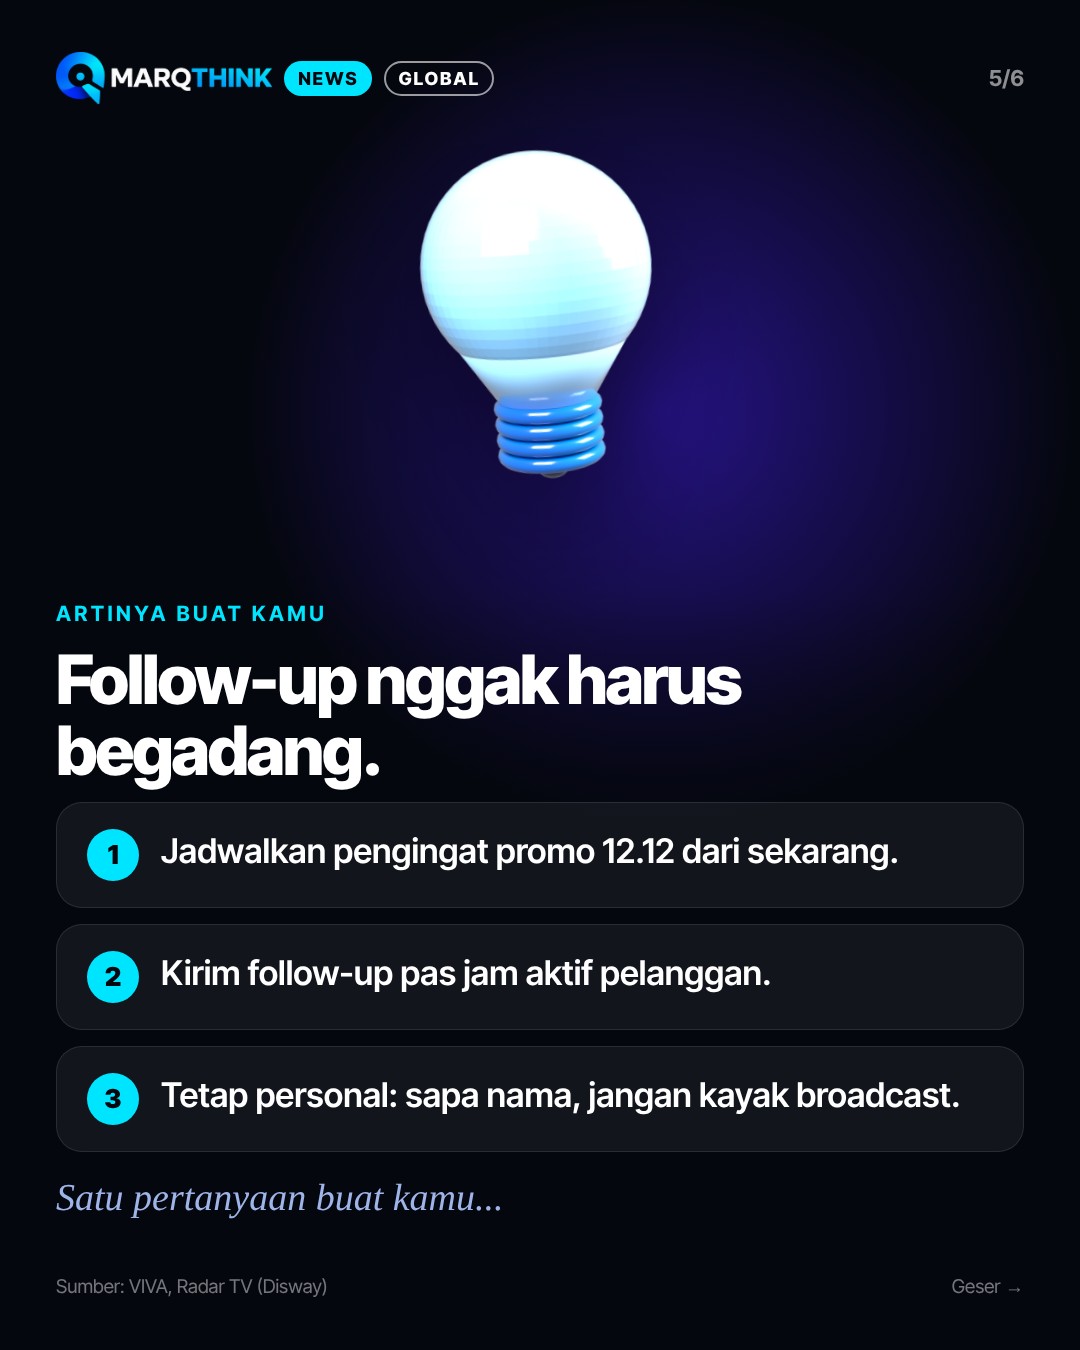 MARQTHINK NEWS GLOBAL 5/6
ARTINYA BUAT KAMU
Follow-up nggak harus
begadang.
1 Jadwalkan pengingat promo 12.12 dari sekarang.
2 Kirim follow-up pas jam aktif pelanggan.
3 Tetap personal: sapa nama, jangan kayak broadcast.
Satu pertanyaan buat kamu...
Sumber: VIVA, Radar TV (Disway) Geser →